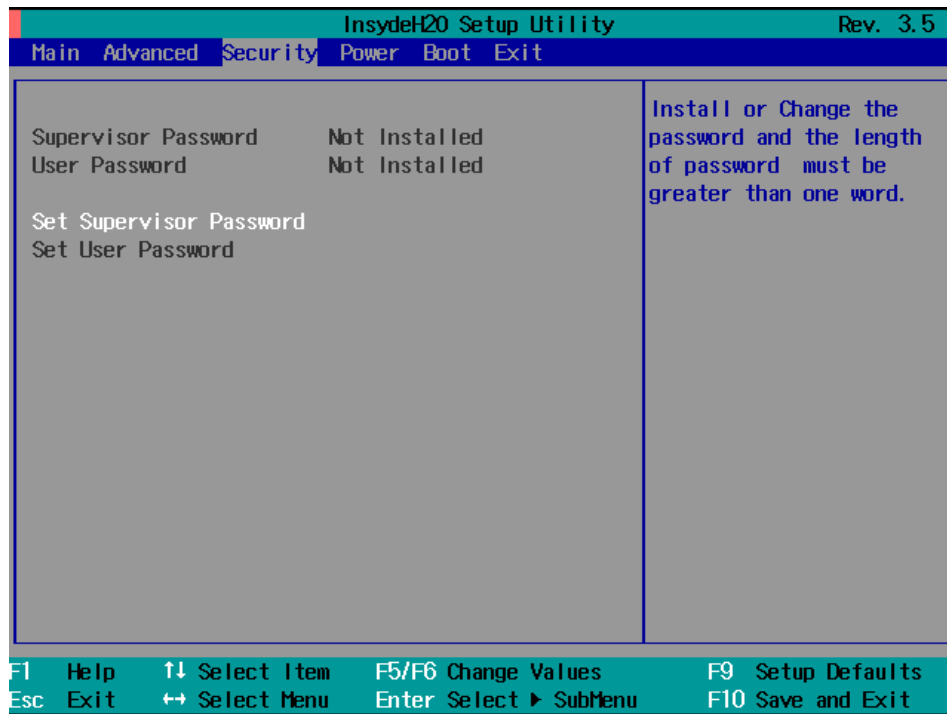 InsydeH2O Setup Utility Rev. 3.5
Main Advanced Security Power Boot Exit
Supervisor Password Not Installed
User Password Not Installed
Set Supervisor Password
Set User Password
Install or Change the
password and the length
of password must be
greater than one word.
F1 Help ↑↓ Select Item F5/F6 Change Values F9 Setup Defaults
Esc Exit ↔ Select Menu Enter Select ▶ SubMenu F10 Save and Exit